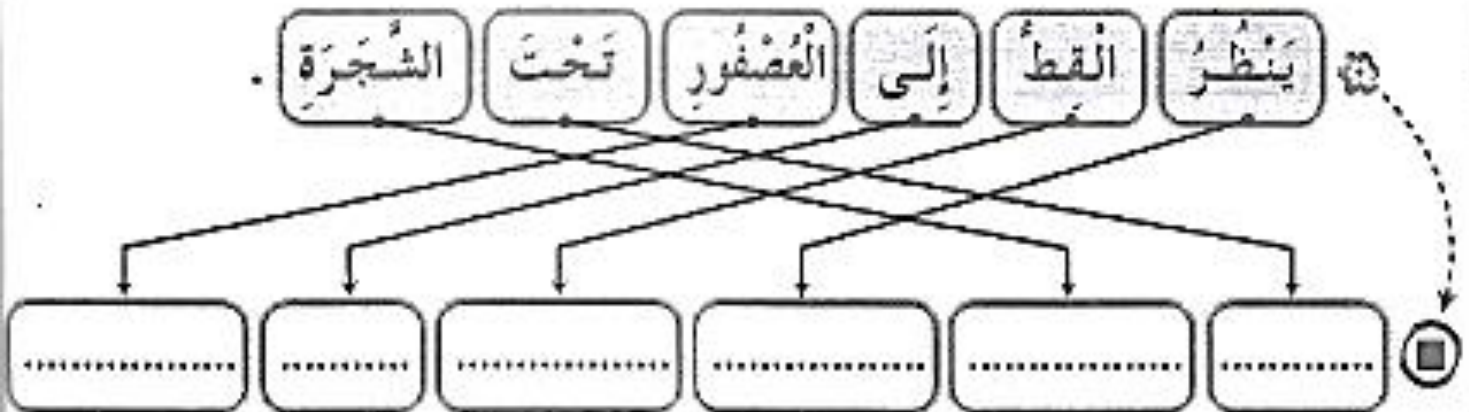 يَنْظُرُ الْقِطُّ إِلَى الْعُصْفُورِ تَحْتَ الشَّجَرَةِ .